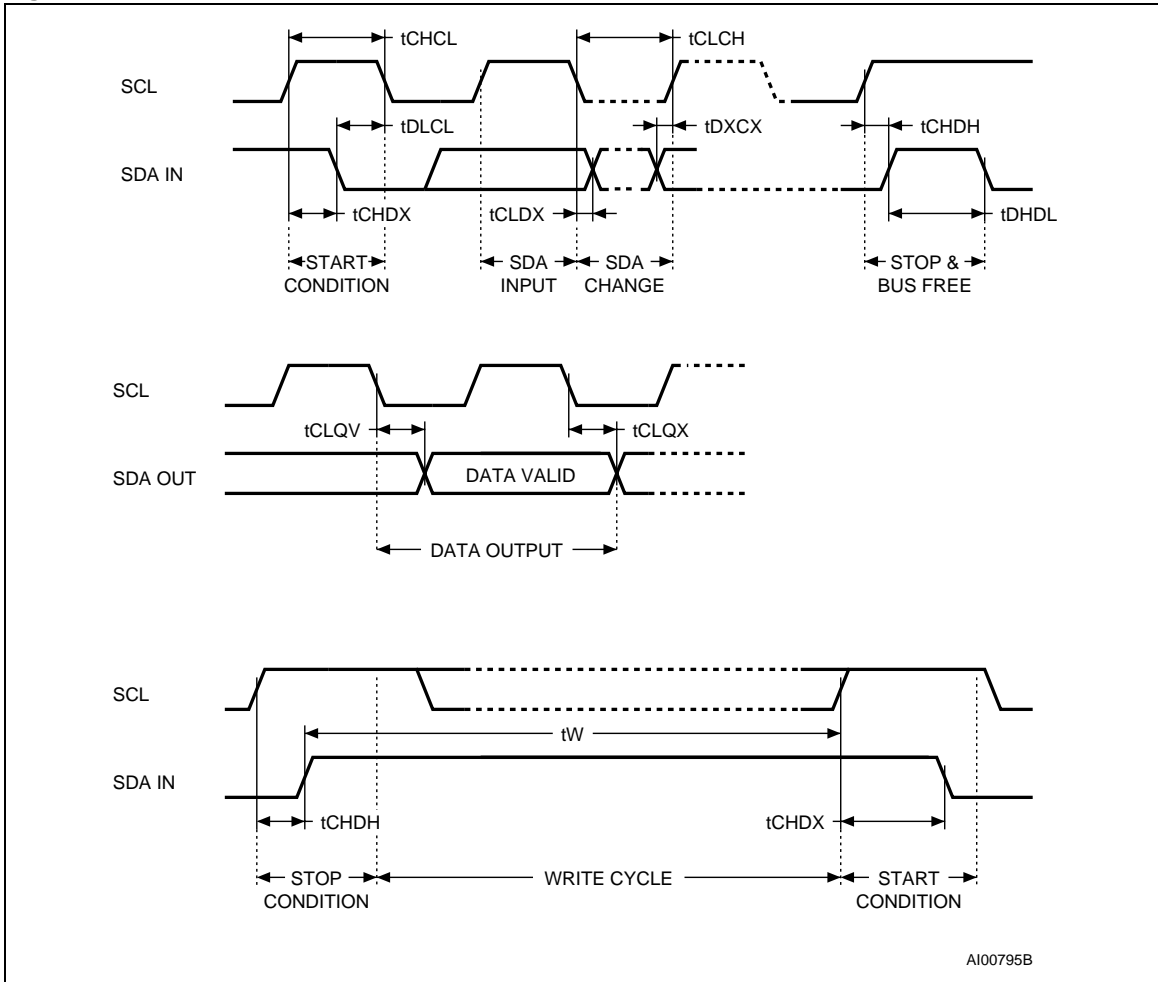 tCHCL
tCLCH
SCL
tDLCL
tDXCX
tCHDH
SDA IN
tCHDX
tCLDX
tDHDL
START
CONDITION
SDA
INPUT
SDA
CHANGE
STOP &
BUS FREE
SCL
tCLQV
tCLQX
SDA OUT
DATA VALID
DATA OUTPUT
SCL
tW
SDA IN
tCHDH
tCHDX
STOP
CONDITION
WRITE CYCLE
START
CONDITION
AI00795B